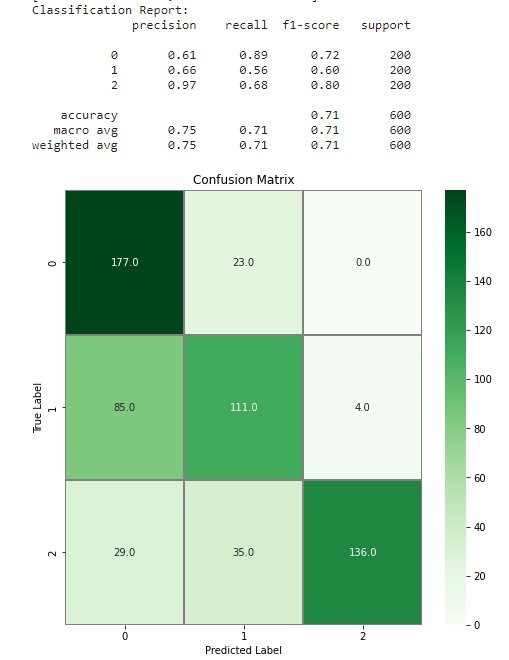 Classification Report:
precision recall f1-score support
0 0.61 0.89 0.72 200
1 0.66 0.56 0.60 200
2 0.97 0.68 0.80 200
accuracy 0.71 600
macro avg 0.75 0.71 0.71 600
weighted avg 0.75 0.71 0.71 600
Confusion Matrix
177.0 23.0 0.0
85.0 111.0 4.0
29.0 35.0 136.0
0
1
2
True Label
0 1 2
Predicted Label
160
140
120
100
80
60
40
20
0